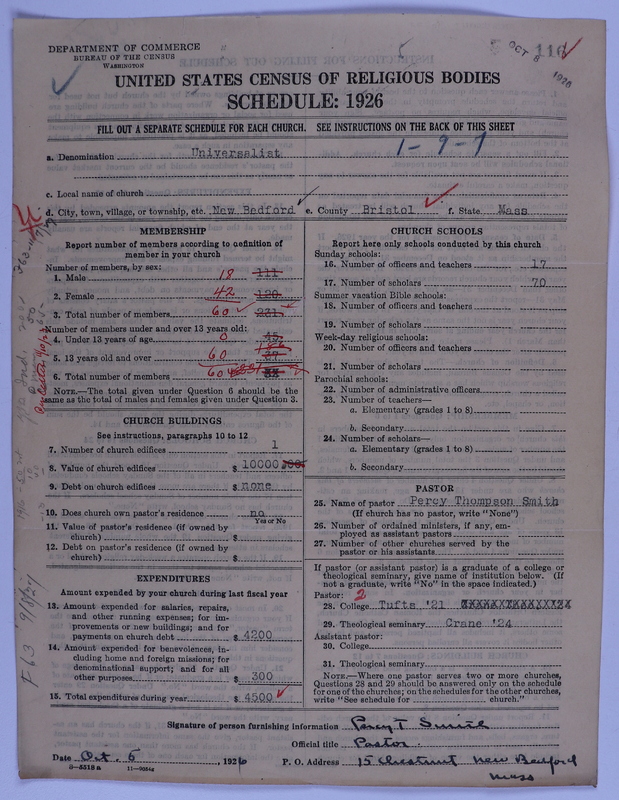 DEPARTMENT OF COMMERCE
BUREAU OF THE CENSUS
WASHINGTON
OCT 8 1926
116
UNITED STATES CENSUS OF RELIGIOUS BODIES
SCHEDULE: 1926
FILL OUT A SEPARATE SCHEDULE FOR EACH CHURCH. SEE INSTRUCTIONS ON THE BACK OF THIS SHEET
1-9-1
a. Denomination Universalist
c. Local name of church
d. City, town, village, or township, etc. New Bedford e. County Bristol f. State Mass
MEMBERSHIP
Report number of members according to definition of
member in your church
Number of members, by sex:
1. Male 18 111
2. Female 42 120
3. Total number of members 60 231
Number of members under and over 13 years old:
4. Under 13 years of age 0 45
5. 13 years old and over 60 186
6. Total number of members 60
NOTE.—The total given under Question 6 should be the
same as the total of males and females given under Question 3.
CHURCH BUILDINGS
See instructions, paragraphs 10 to 12
7. Number of church edifices 1
8. Value of church edifices $ 10000
9. Debt on church edifices $ none
10. Does church own pastor's residence? no
Yes or No
11. Value of pastor's residence (if owned by
church) $
12. Debt on pastor's residence (if owned by
church) $
EXPENDITURES
Amount expended by your church during last fiscal year
13. Amount expended for salaries, repairs,
and other running expenses; for im-
provements or new buildings; and for
payments on church debt $ 4200
14. Amount expended for benevolences, in-
cluding home and foreign missions; for
denominational support; and for all
other purposes $ 300
15. Total expenditures during year $ 4500
CHURCH SCHOOLS
Report here only schools conducted by this church
Sunday schools:
16. Number of officers and teachers 17
17. Number of scholars 70
Summer vacation Bible schools:
18. Number of officers and teachers
19. Number of scholars
Week-day religious schools:
20. Number of officers and teachers
21. Number of scholars
Parochial schools:
22. Number of administrative officers
23. Number of teachers—
a. Elementary (grades 1 to 8)
b. Secondary
24. Number of scholars—
a. Elementary (grades 1 to 8)
b. Secondary
PASTOR
25. Name of pastor Percy Thompson Smith
(If church has no pastor, write "None")
26. Number of ordained ministers, if any, em-
ployed as assistant pastors
27. Number of other churches served by the
pastor or his assistants
If pastor (or assistant pastor) is a graduate of a college or
theological seminary, give name of institution below. (If
not a graduate, write "No" in the space indicated.)
Pastor: 2
28. College Tufts '21
29. Theological seminary Crane '24
Assistant pastor:
30. College
31. Theological seminary
NOTE.—Where one pastor serves two or more churches,
Questions 28 and 29 should be answered only on the schedule
for one of the churches; on the schedules for the other churches,
write "See schedule for church."
Signature of person furnishing information Percy T Smith
Official title Pastor
Date Oct. 5, 1926 P. O. Address 15 Chestnut New Bedford
Mass
8-5518a
F 63 9/8/27